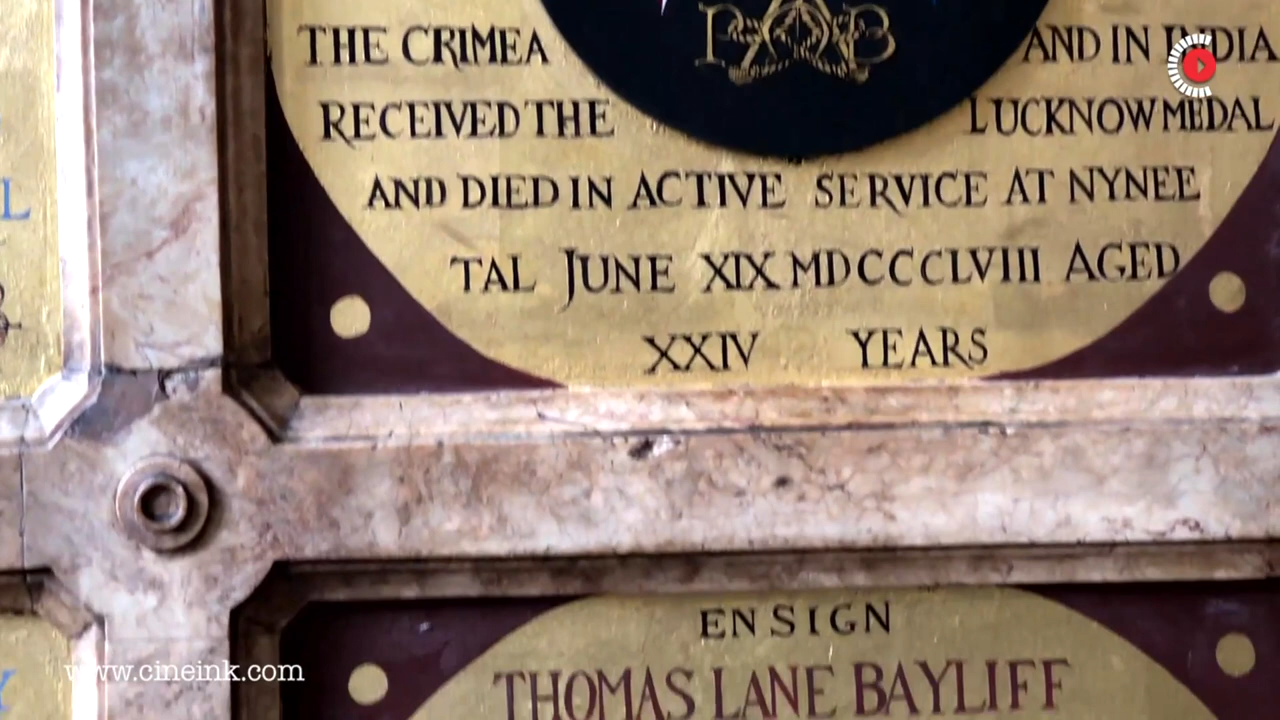 THE CRIMEA AND IN INDIA
RECEIVED THE LUCKNOW MEDAL
AND DIED IN ACTIVE SERVICE AT NYNEE
TAL JUNE XIX MDCCCLVIII AGED
XXIV YEARS
L
ENSIGN
THOMAS LANE BAYLIFF
Y
www.cineink.com